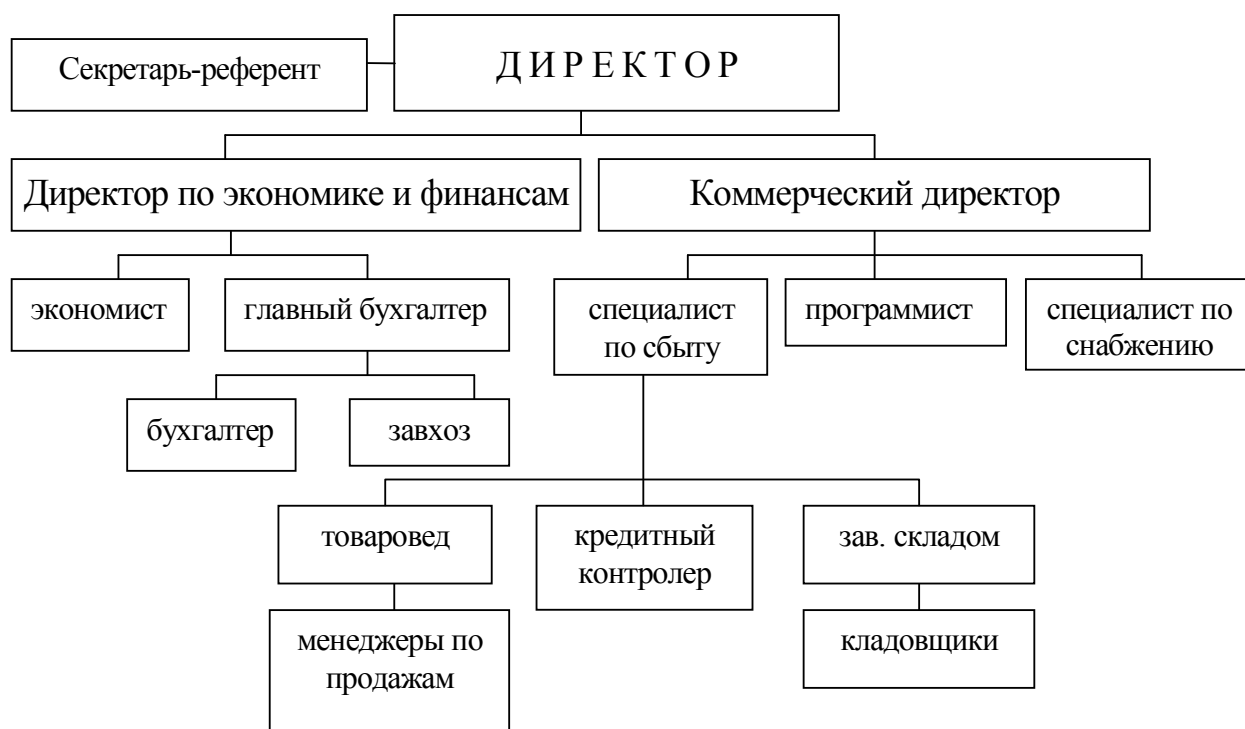 Секретарь-референт
ДИРЕКТОР
Директор по экономике и финансам
Коммерческий директор
экономист
главный бухгалтер
специалист
по сбыту
программист
специалист по
снабжению
бухгалтер
завхоз
товаровед
кредитный
контролер
зав. складом
менеджеры по
продажам
кладовщики